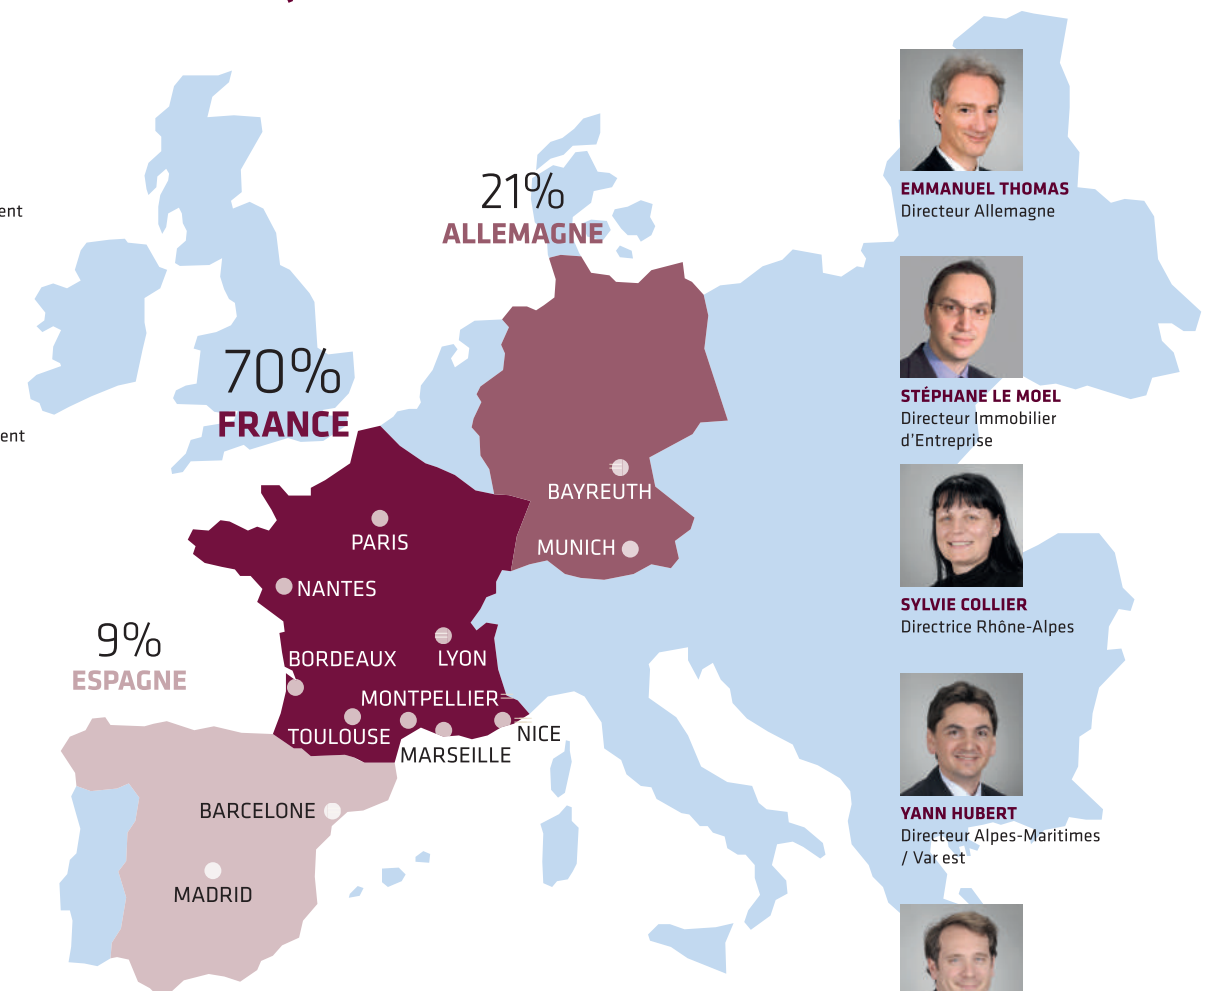 ent
ent
21%
ALLEMAGNE
70%
FRANCE
9%
ESPAGNE
BAYREUTH
MUNICH
PARIS
NANTES
BORDEAUX
LYON
MONTPELLIER
TOULOUSE
NICE
MARSEILLE
BARCELONE
MADRID
EMMANUEL THOMAS
Directeur Allemagne
STÉPHANE LE MOEL
Directeur Immobilier
d'Entreprise
SYLVIE COLLIER
Directrice Rhône-Alpes
YANN HUBERT
Directeur Alpes-Maritimes
/ Var est